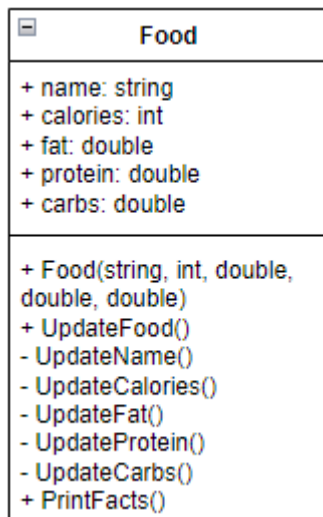 Food
+ name: string
+ calories: int
+ fat: double
+ protein: double
+ carbs: double
+ Food(string, int, double,
double, double)
+ UpdateFood()
- UpdateName()
- UpdateCalories()
- UpdateFat()
- UpdateProtein()
- UpdateCarbs()
+ PrintFacts()